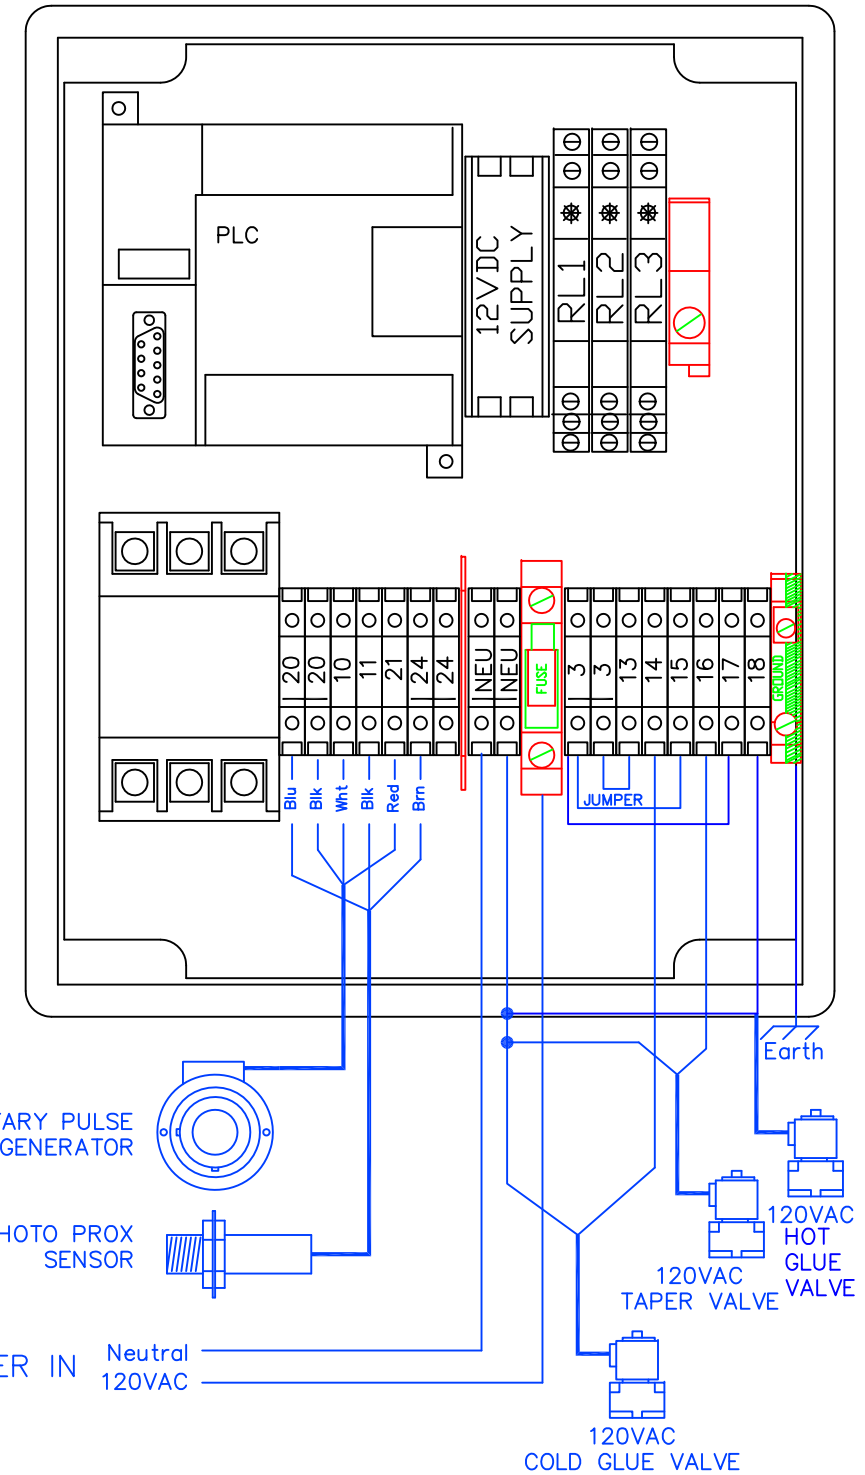 PLC
12VDC
SUPPLY
RL1
RL2
RL3
20
20
10
11
21
24
24
NEU
NEU
FUSE
3
3
13
14
15
16
17
18
GROUND
Blu
Blk
Wht
Blk
Red
Brn
JUMPER
Earth
TARY PULSE
GENERATOR
HOTO PROX
SENSOR
120VAC
HOT
GLUE
VALVE
120VAC
TAPER VALVE
ER IN
Neutral
120VAC
120VAC
COLD GLUE VALVE